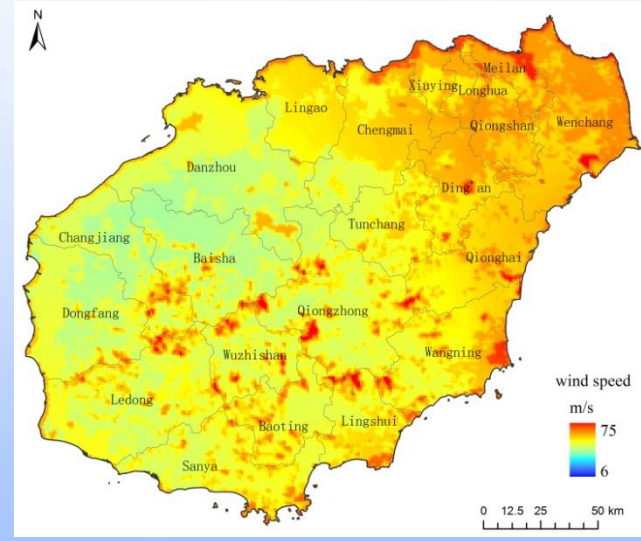 N
Meilan
Xiuying
Longhua
Lingao
Chengmai
Qiongshan
Wenchang
Danzhou
Ding'an
Tunchang
Changjiang
Baisha
Qionghai
Dongfang
Qiongzhong
Wuzhishan
Wangning
Ledong
Baoting
Lingshui
Sanya
wind speed
m/s
75
6
0 12.5 25 50 km